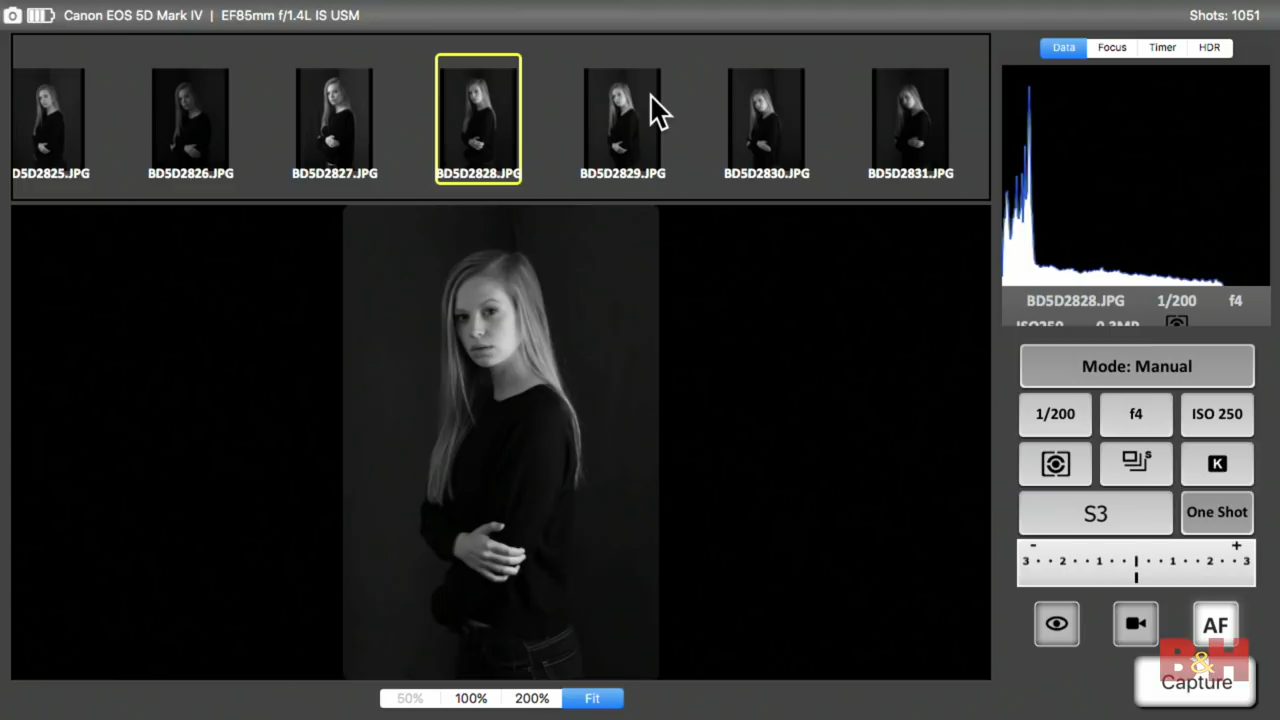 Canon EOS 5D Mark IV | EF85mm f/1.4L IS USM
Shots: 1051
Data Focus Timer HDR
D5D2825.JPG BD5D2826.JPG BD5D2827.JPG BD5D2828.JPG BD5D2829.JPG BD5D2830.JPG BD5D2831.JPG
BD5D2828.JPG 1/200 f4
ISO250 0.3MP
Mode: Manual
1/200 f4 ISO 250
S K
S3 One Shot
- +
3 · · 2 · · 1 · · | · · 1 · · 2 · · 3
AF
B&H
Capture
50% 100% 200% Fit